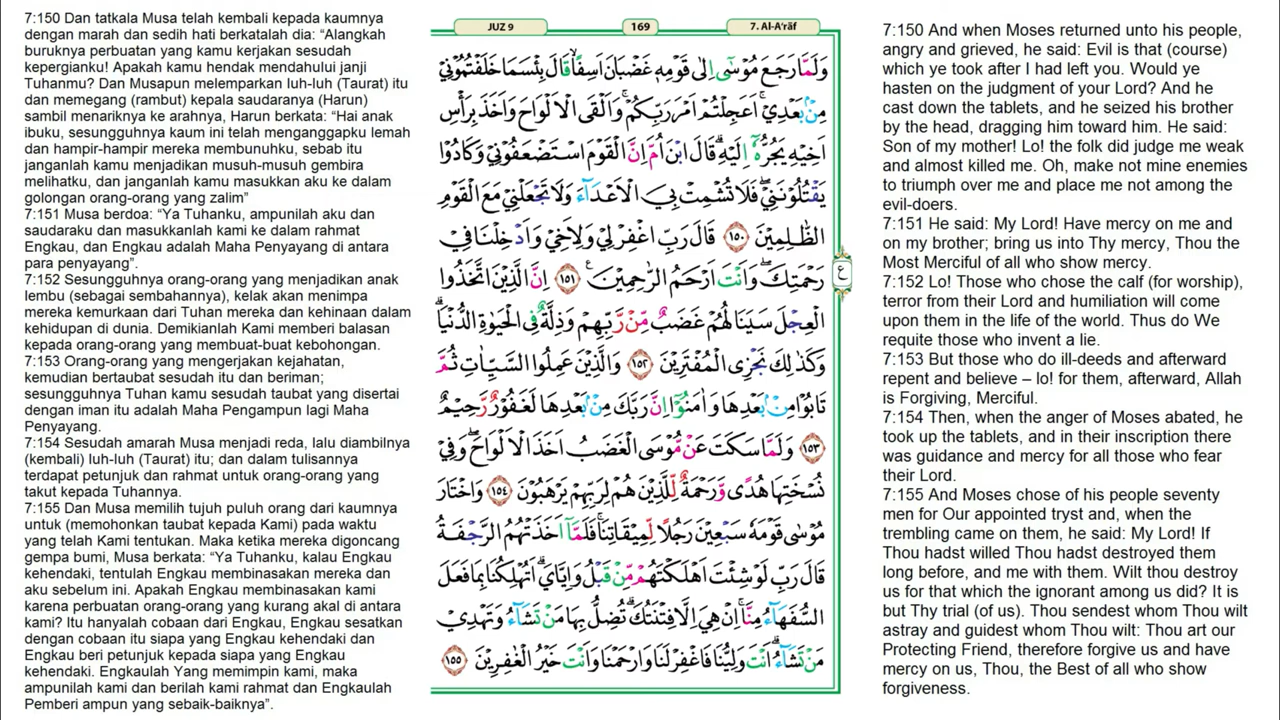 7:150 Dan tatkala Musa telah kembali kepada kaumnya
dengan marah dan sedih hati berkatalah dia: “Alangkah
buruknya perbuatan yang kamu kerjakan sesudah
kepergianku! Apakah kamu hendak mendahului janji
Tuhanmu? Dan Musapun melemparkan luh-luh (Taurat) itu
dan memegang (rambut) kepala saudaranya (Harun)
sambil menariknya ke arahnya, Harun berkata: “Hai anak
ibuku, sesungguhnya kaum ini telah menganggapku lemah
dan hampir-hampir mereka membunuhku, sebab itu
janganlah kamu menjadikan musuh-musuh gembira
melihatku, dan janganlah kamu masukkan aku ke dalam
golongan orang-orang yang zalim”
7:151 Musa berdoa: “Ya Tuhanku, ampunilah aku dan
saudaraku dan masukkanlah kami ke dalam rahmat
Engkau, dan Engkau adalah Maha Penyayang di antara
para penyayang”.
7:152 Sesungguhnya orang-orang yang menjadikan anak
lembu (sebagai sembahannya), kelak akan menimpa
mereka kemurkaan dari Tuhan mereka dan kehinaan dalam
kehidupan di dunia. Demikianlah Kami memberi balasan
kepada orang-orang yang membuat-buat kebohongan.
7:153 Orang-orang yang mengerjakan kejahatan,
kemudian bertaubat sesudah itu dan beriman;
sesungguhnya Tuhan kamu sesudah taubat yang disertai
dengan iman itu adalah Maha Pengampun lagi Maha
Penyayang.
7:154 Sesudah amarah Musa menjadi reda, lalu diambilnya
(kembali) luh-luh (Taurat) itu; dan dalam tulisannya
terdapat petunjuk dan rahmat untuk orang-orang yang
takut kepada Tuhannya.
7:155 Dan Musa memilih tujuh puluh orang dari kaumnya
untuk (memohonkan taubat kepada Kami) pada waktu
yang telah Kami tentukan. Maka ketika mereka digoncang
gempa bumi, Musa berkata: “Ya Tuhanku, kalau Engkau
kehendaki, tentulah Engkau membinasakan mereka dan
aku sebelum ini. Apakah Engkau membinasakan kami
karena perbuatan orang-orang yang kurang akal di antara
kami? Itu hanyalah cobaan dari Engkau, Engkau sesatkan
dengan cobaan itu siapa yang Engkau kehendaki dan
Engkau beri petunjuk kepada siapa yang Engkau
kehendaki. Engkaulah Yang memimpin kami, maka
ampunilah kami dan berilah kami rahmat dan Engkaulah
Pemberi ampun yang sebaik-baiknya”.
JUZ 9 169 7. Al-A‘rāf
وَلَمَّا رَجَعَ مُوْسٰٓى اِلٰى قَوْمِهٖ غَضْبَانَ اَسِفًاۙ قَالَ بِئْسَمَا خَلَفْتُمُوْنِيْ
مِنْۢ بَعْدِيْۚ اَعَجِلْتُمْ اَمْرَ رَبِّكُمْۚ وَاَلْقَى الْاَلْوَاحَ وَاَخَذَ بِرَأْسِ
اَخِيْهِ يَجُرُّهٗٓ اِلَيْهِۗ قَالَ ابْنَ اُمَّ اِنَّ الْقَوْمَ اسْتَضْعَفُوْنِيْ وَكَادُوْا
يَقْتُلُوْنَنِيْۖ فَلَا تُشْمِتْ بِيَ الْاَعْدَاۤءَ وَلَا تَجْعَلْنِيْ مَعَ الْقَوْمِ
الظّٰلِمِيْنَ ١٥٠ قَالَ رَبِّ اغْفِرْ لِيْ وَلِاَخِيْ وَاَدْخِلْنَا فِيْ
رَحْمَتِكَۖ وَاَنْتَ اَرْحَمُ الرّٰحِمِيْنَ ࣖ ١٥١ اِنَّ الَّذِيْنَ اتَّخَذُوا
الْعِجْلَ سَيَنَالُهُمْ غَضَبٌ مِّنْ رَّبِّهِمْ وَذِلَّةٌ فِى الْحَيٰوةِ الدُّنْيَاۗ
وَكَذٰلِكَ نَجْزِى الْمُفْتَرِيْنَ ١٥٢ وَالَّذِيْنَ عَمِلُوا السَّيِّاٰتِ ثُمَّ
تَابُوْا مِنْۢ بَعْدِهَا وَاٰمَنُوْٓا اِنَّ رَبَّكَ مِنْۢ بَعْدِهَا لَغَفُوْرٌ رَّحِيْمٌ
١٥٣ وَلَمَّا سَكَتَ عَنْ مُّوْسَى الْغَضَبُ اَخَذَ الْاَلْوَاحَۖ وَفِيْ
نُسْخَتِهَا هُدًى وَّرَحْمَةٌ لِّلَّذِيْنَ هُمْ لِرَبِّهِمْ يَرْهَبُوْنَ ١٥٤ وَاخْتَارَ
مُوْسٰى قَوْمَهٗ سَبْعِيْنَ رَجُلًا لِّمِيْقَاتِنَاۚ فَلَمَّآ اَخَذَتْهُمُ الرَّجْفَةُ
قَالَ رَبِّ لَوْ شِئْتَ اَهْلَكْتَهُمْ مِّنْ قَبْلُ وَاِيَّايَۗ اَتُهْلِكُنَا بِمَا فَعَلَ
السُّفَهَاۤءُ مِنَّاۚ اِنْ هِيَ اِلَّا فِتْنَتُكَۗ تُضِلُّ بِهَا مَنْ تَشَاۤءُ وَتَهْدِيْ
مَنْ تَشَاۤءُۗ اَنْتَ وَلِيُّنَا فَاغْفِرْ لَنَا وَارْحَمْنَا وَاَنْتَ خَيْرُ الْغٰفِرِيْنَ ١٥٥
ع
7:150 And when Moses returned unto his people,
angry and grieved, he said: Evil is that (course)
which ye took after I had left you. Would ye
hasten on the judgment of your Lord? And he
cast down the tablets, and he seized his brother
by the head, dragging him toward him. He said:
Son of my mother! Lo! the folk did judge me weak
and almost killed me. Oh, make not mine enemies
to triumph over me and place me not among the
evil-doers.
7:151 He said: My Lord! Have mercy on me and
on my brother; bring us into Thy mercy, Thou the
Most Merciful of all who show mercy.
7:152 Lo! Those who chose the calf (for worship),
terror from their Lord and humiliation will come
upon them in the life of the world. Thus do We
requite those who invent a lie.
7:153 But those who do ill-deeds and afterward
repent and believe – lo! for them, afterward, Allah
is Forgiving, Merciful.
7:154 Then, when the anger of Moses abated, he
took up the tablets, and in their inscription there
was guidance and mercy for all those who fear
their Lord.
7:155 And Moses chose of his people seventy
men for Our appointed tryst and, when the
trembling came on them, he said: My Lord! If
Thou hadst willed Thou hadst destroyed them
long before, and me with them. Wilt thou destroy
us for that which the ignorant among us did? It is
but Thy trial (of us). Thou sendest whom Thou wilt
astray and guidest whom Thou wilt: Thou art our
Protecting Friend, therefore forgive us and have
mercy on us, Thou, the Best of all who show
forgiveness.